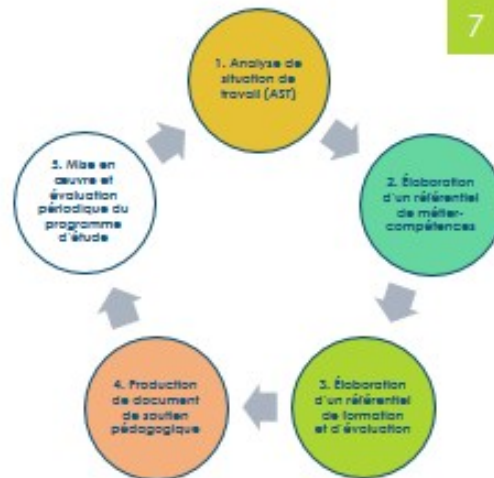 7
1. Analyse de
situation de
travail (AST)
2. Élaboration
d'un référentiel
de métier-
compétences
3. Élaboration
d'un référentiel
de formation
et d'évaluation
4. Production
de document
de soutien
pédagogique
5. Mise en
œuvre et
évaluation
périodique du
programme
d'étude